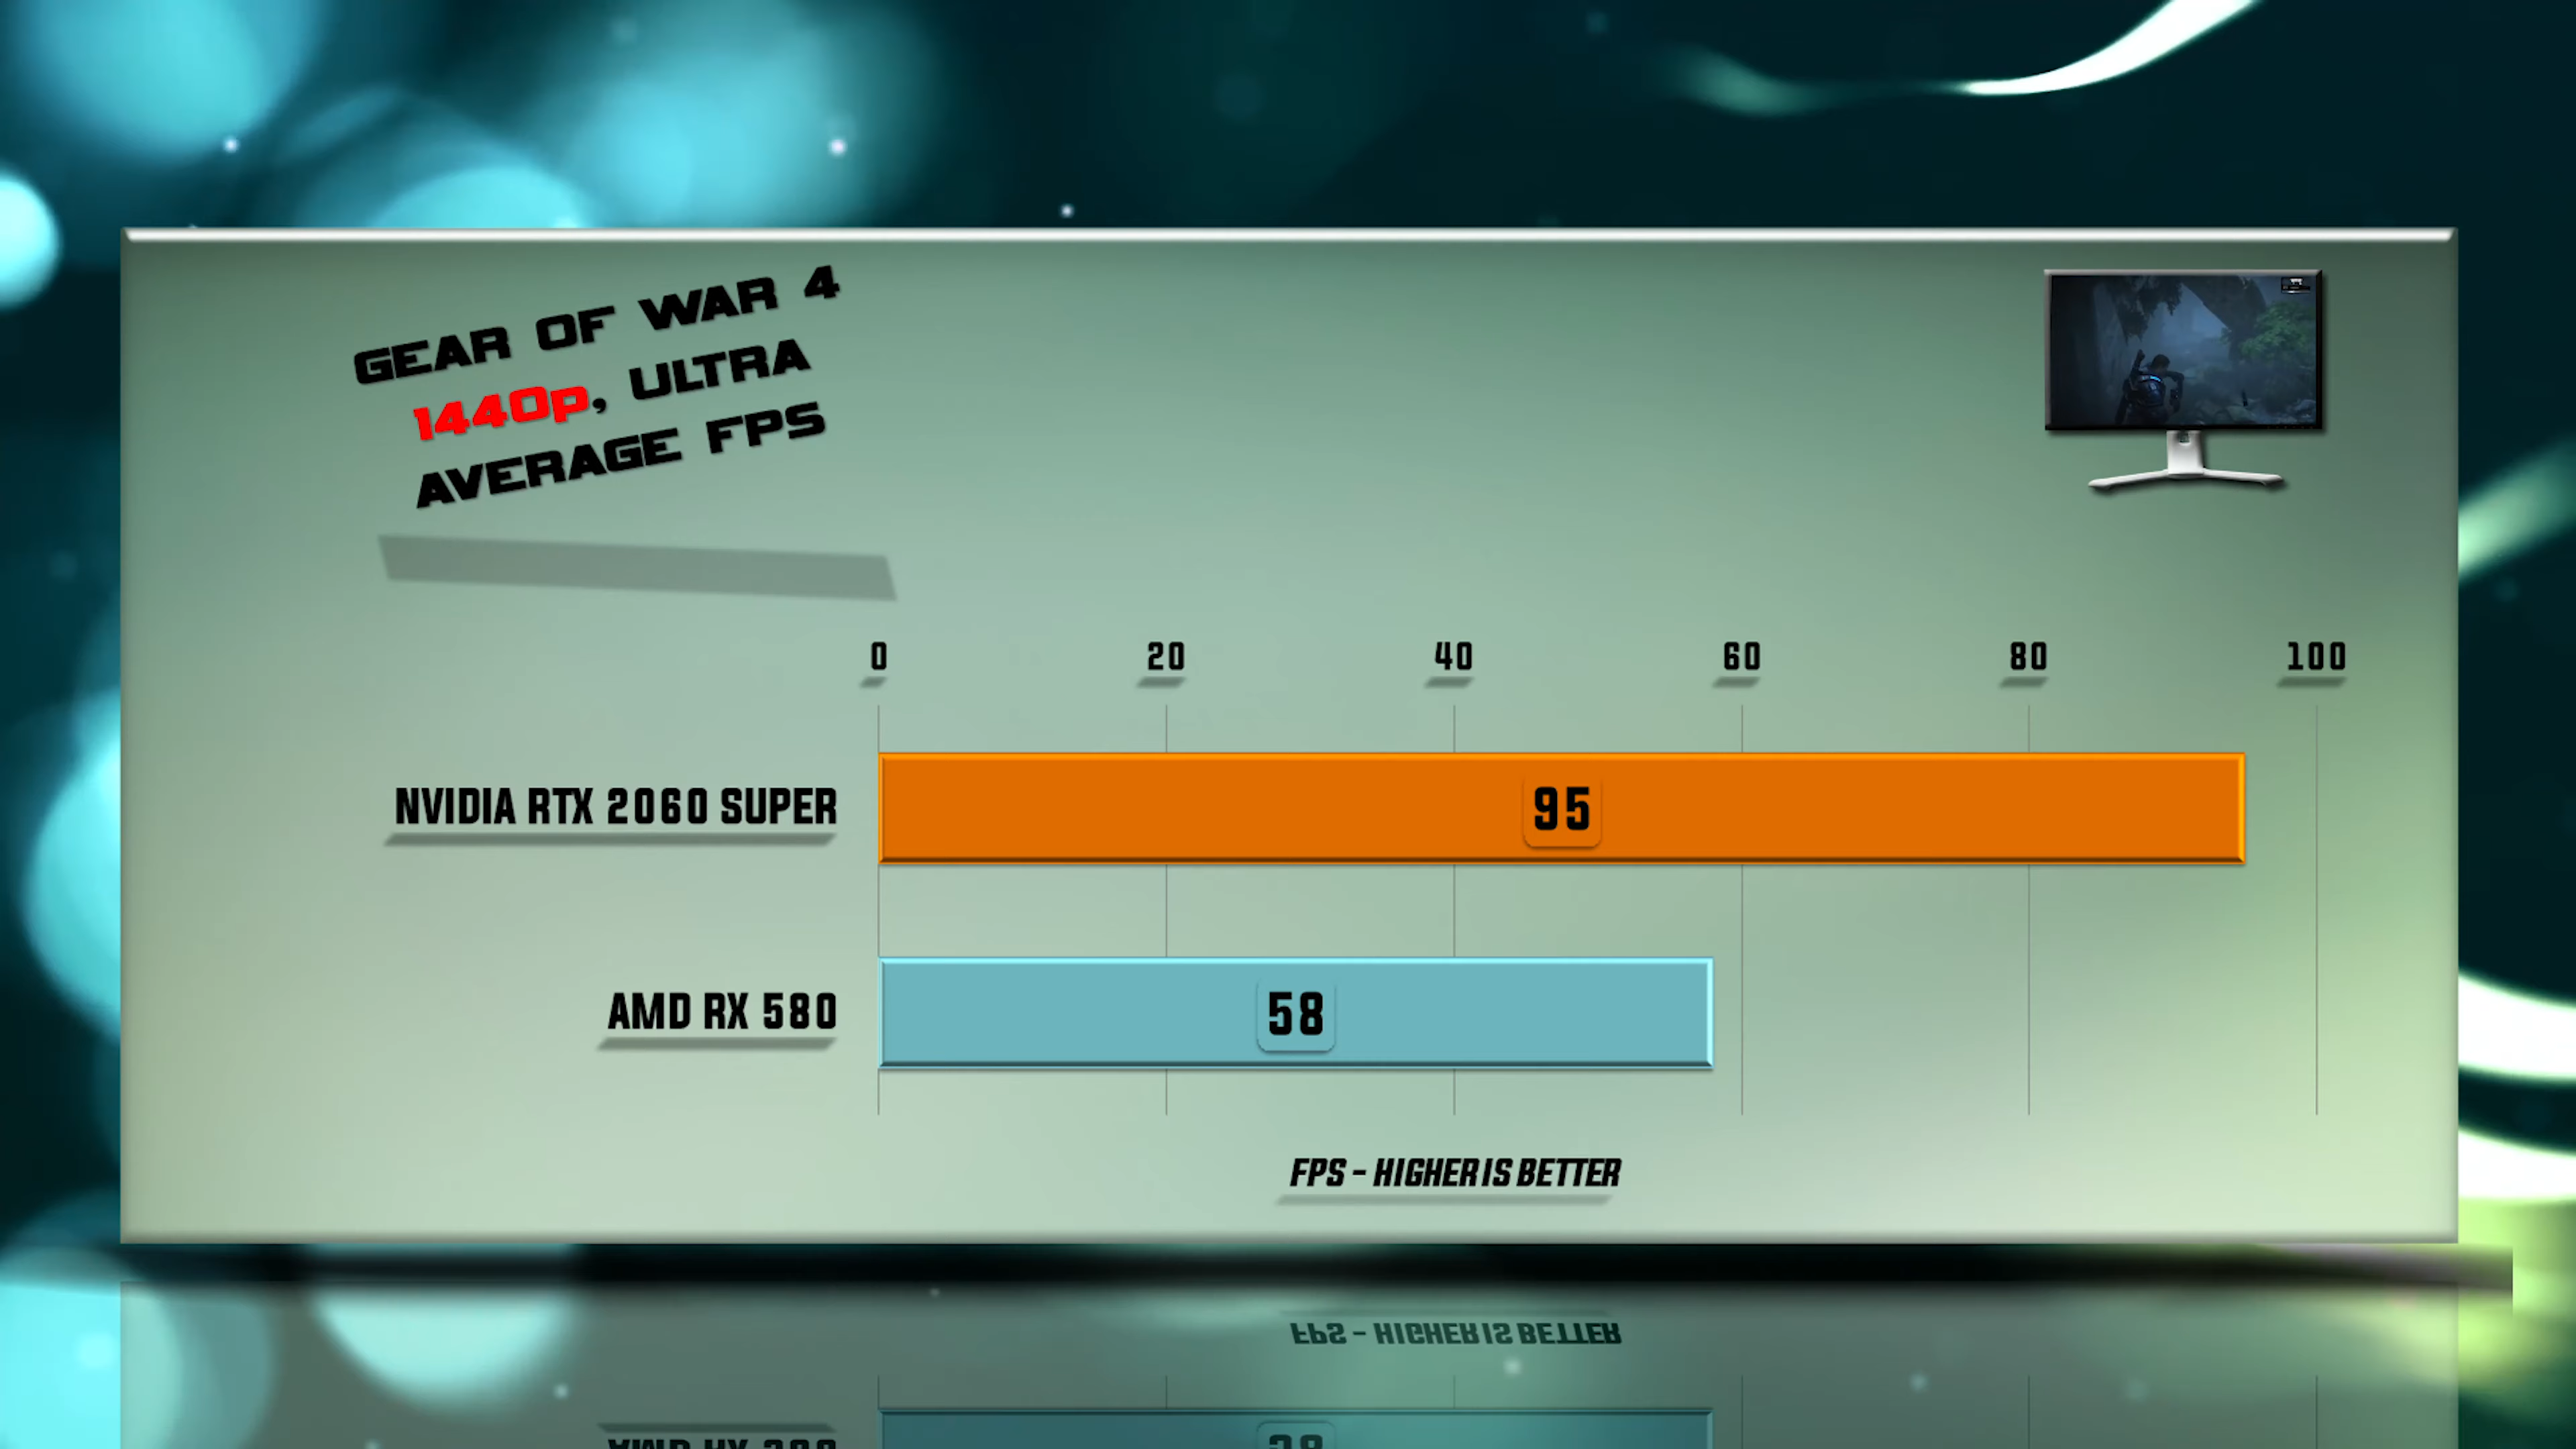 GEAR OF WAR 4
1440p, ULTRA
AVERAGE FPS
0 20 40 60 80 100
NVIDIA RTX 2060 SUPER 95
AMD RX 580 58
FPS - HIGHER IS BETTER